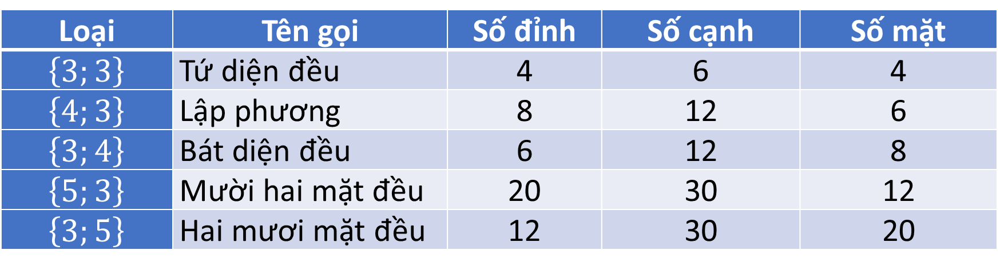 Loại Tên gọi Số đỉnh Số cạnh Số mặt
{3; 3} Tứ diện đều 4 6 4
{4; 3} Lập phương 8 12 6
{3; 4} Bát diện đều 6 12 8
{5; 3} Mười hai mặt đều 20 30 12
{3; 5} Hai mươi mặt đều 12 30 20